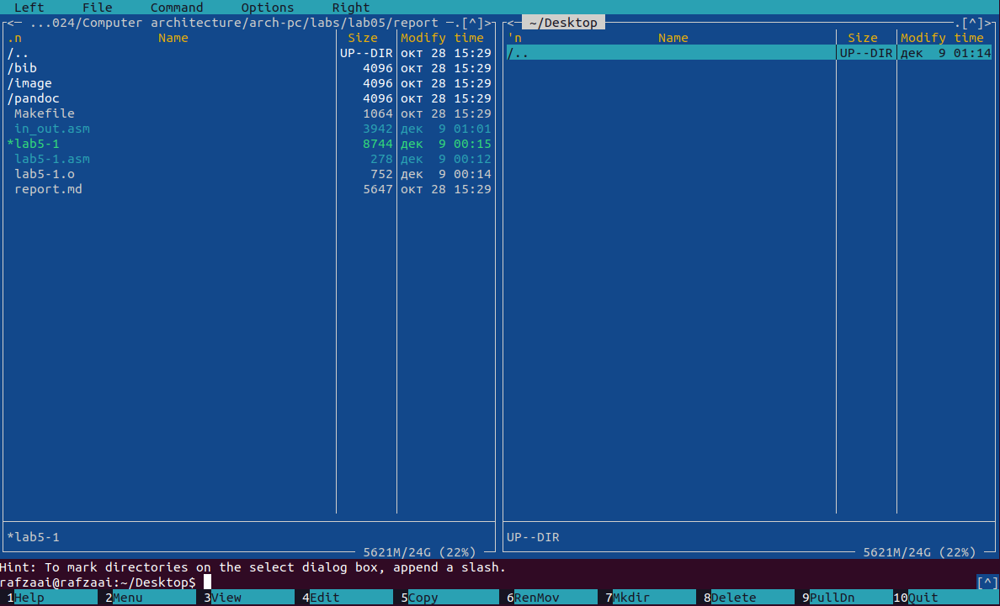 Left File Command Options Right
<─ ...024/Computer architecture/arch-pc/labs/lab05/report ─.[^]> <─ ~/Desktop .[^]>
.n Name Size Modify time 'n Name Size Modify time
/.. UP--DIR окт 28 15:29 /.. UP--DIR дек 9 01:14
/bib 4096 окт 28 15:29
/image 4096 окт 28 15:29
/pandoc 4096 окт 28 15:29
Makefile 1064 окт 28 15:29
in_out.asm 3942 дек 9 01:01
*lab5-1 8744 дек 9 00:15
lab5-1.asm 278 дек 9 00:12
lab5-1.o 752 дек 9 00:14
report.md 5647 окт 28 15:29
*lab5-1 UP--DIR
5621M/24G (22%) 5621M/24G (22%)
Hint: To mark directories on the select dialog box, append a slash.
rafzaai@rafzaai:~/Desktop$ [^]
1Help 2Menu 3View 4Edit 5Copy 6RenMov 7Mkdir 8Delete 9PullDn 10Quit